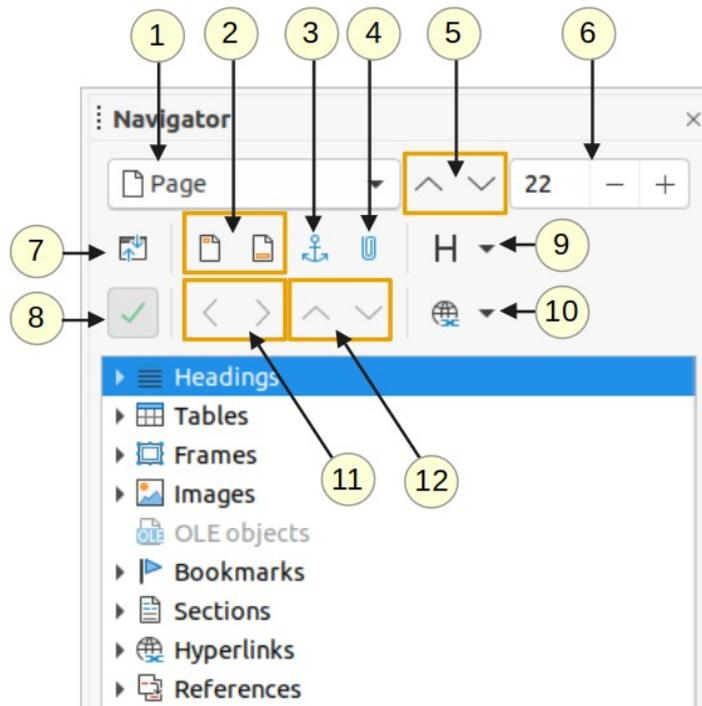 1 2 3 4 5 6
Navigator
Page 22
7 9
8 10
Headings
Tables
Frames
11 12
Images
OLE OLE objects
Bookmarks
Sections
Hyperlinks
References